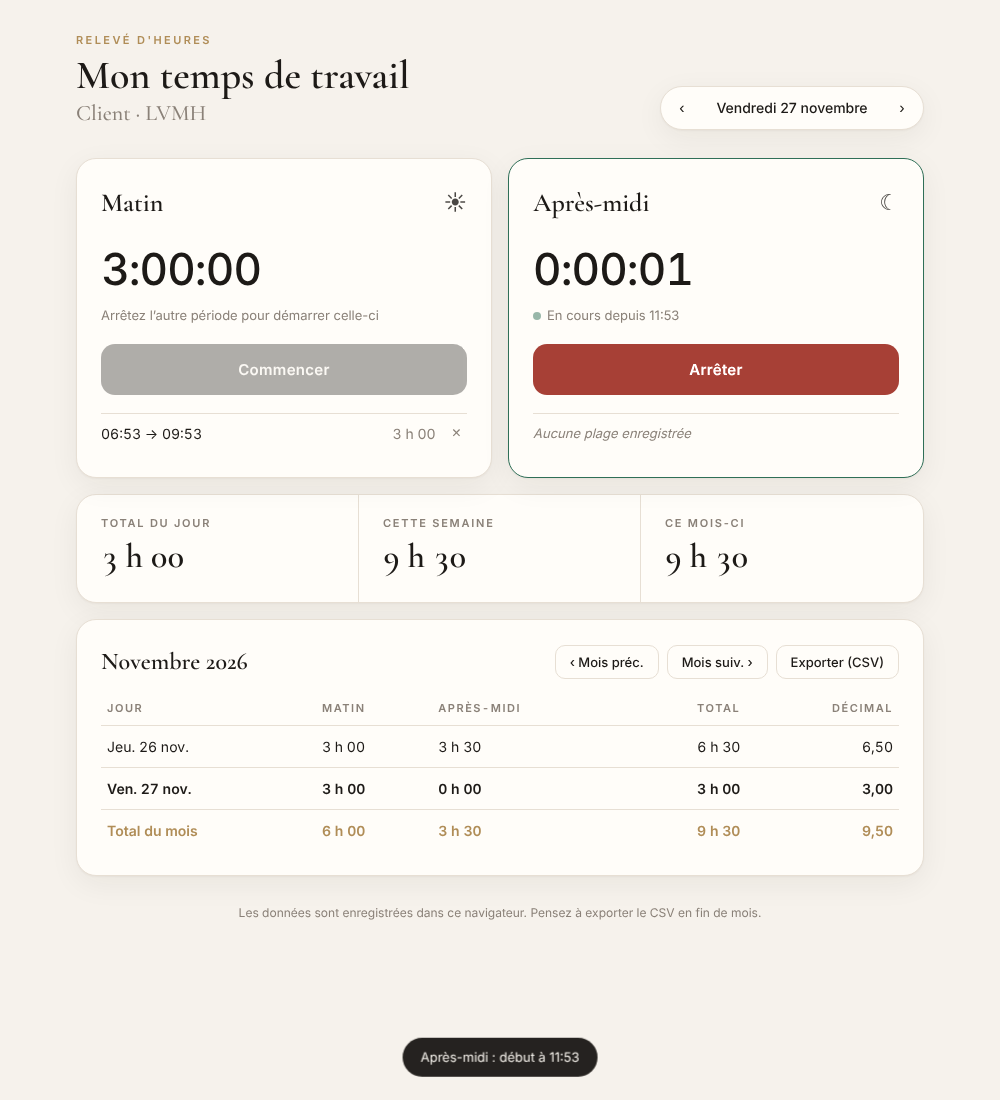 RELEVÉ D'HEURES
Mon temps de travail
Client · LVMH
‹ Vendredi 27 novembre ›
Matin
3:00:00
Arrêtez l’autre période pour démarrer celle-ci
Commencer
06:53 → 09:53 3 h 00 ×
Après-midi
0:00:01
En cours depuis 11:53
Arrêter
Aucune plage enregistrée
TOTAL DU JOUR
3 h 00
CETTE SEMAINE
9 h 30
CE MOIS-CI
9 h 30
Novembre 2026
‹ Mois préc. Mois suiv. › Exporter (CSV)
JOUR MATIN APRÈS-MIDI TOTAL DÉCIMAL
Jeu. 26 nov. 3 h 00 3 h 30 6 h 30 6,50
Ven. 27 nov. 3 h 00 0 h 00 3 h 00 3,00
Total du mois 6 h 00 3 h 30 9 h 30 9,50
Les données sont enregistrées dans ce navigateur. Pensez à exporter le CSV en fin de mois.
Après-midi : début à 11:53